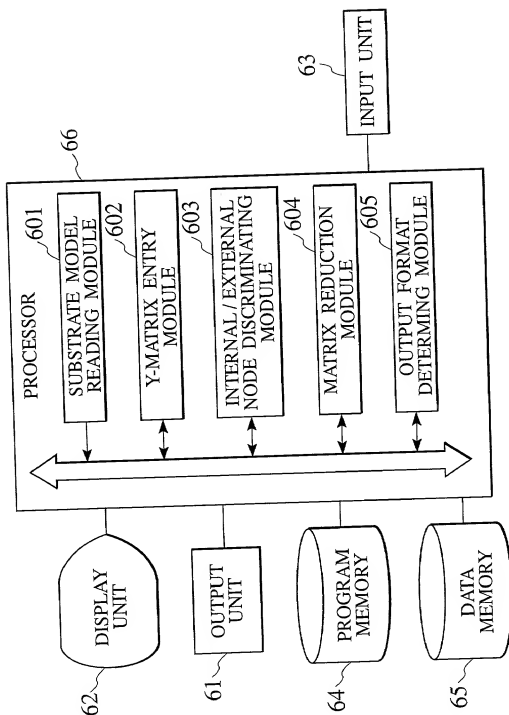 66
PROCESSOR
601
SUBSTRATE MODEL
READING MODULE
602
Y-MATRIX ENTRY
MODULE
603
INTERNAL / EXTERNAL
NODE DISCRIMINATING
MODULE
604
MATRIX REDUCTION
MODULE
605
OUTPUT FORMAT
DETERMINING MODULE
63
INPUT UNIT
DISPLAY
UNIT
62
OUTPUT
UNIT
61
PROGRAM
MEMORY
64
DATA
MEMORY
65